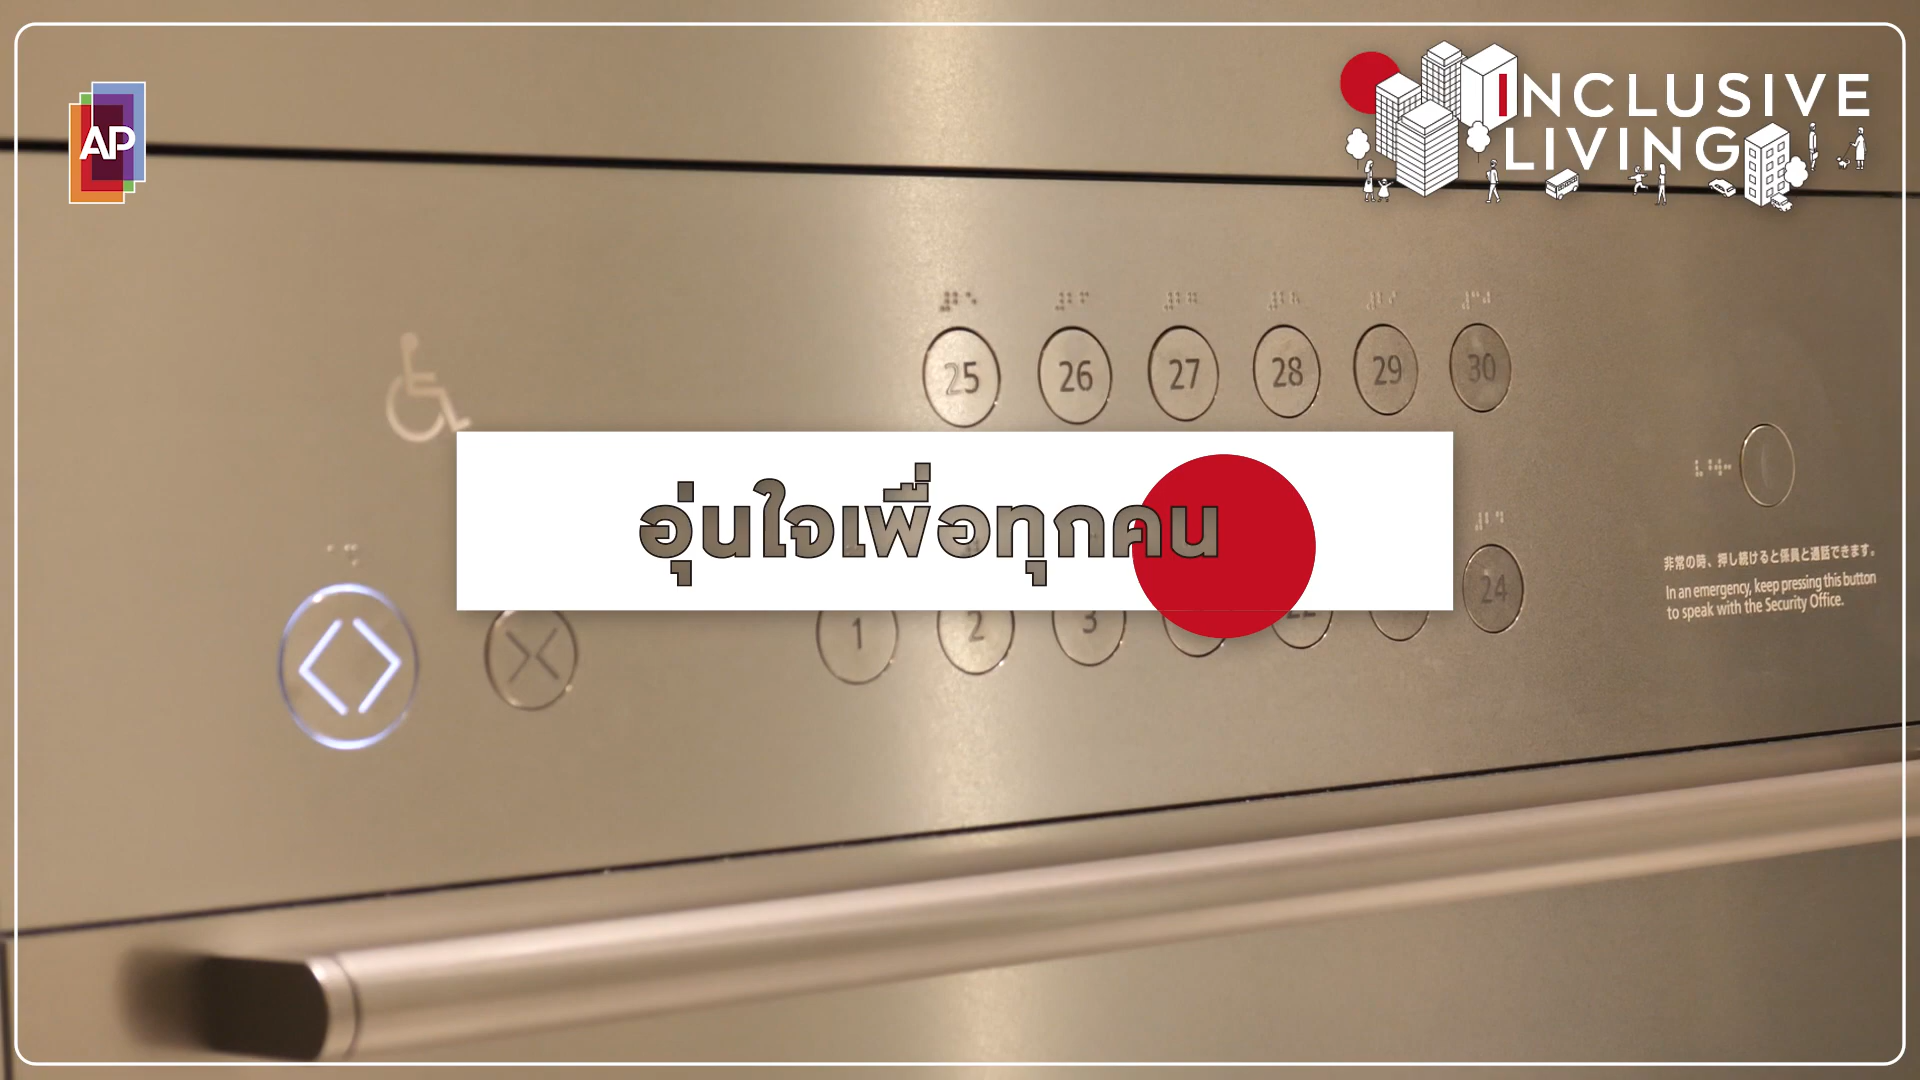 AP
INCLUSIVE
LIVING
25 26 27 28 29 30
อุ่นใจเพื่อทุกคน
24
1 2 3 22
非常の時、押し続けると係員と通話できます。
In an emergency, keep pressing this button
to speak with the Security Office.